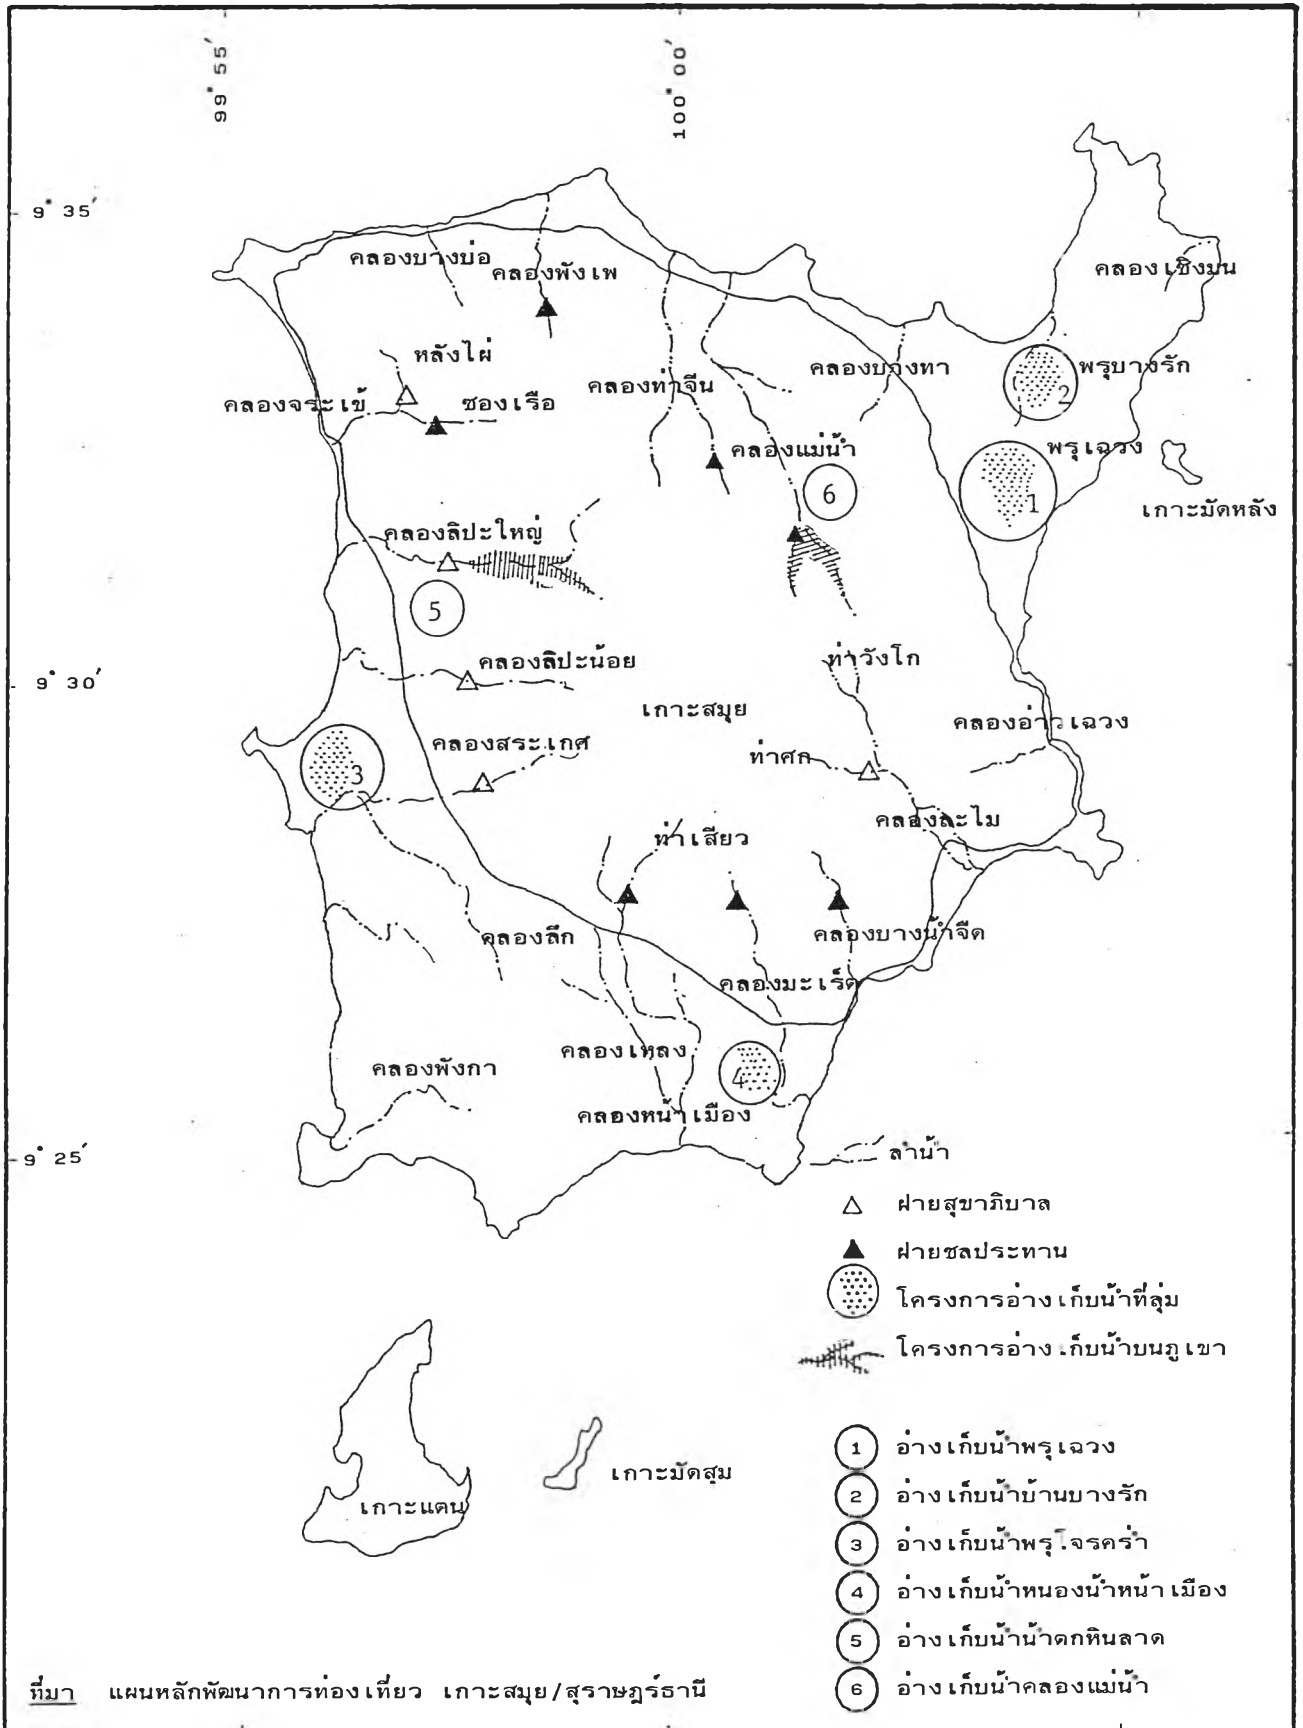 99° 55′
100° 00′
9° 35′
คลองบางบ่อ
คลองพังเพ
คลองเชิงมน
หลังไผ่
คลองจระเข้
ซองเรือ
คลองท่าจีน
คลองบางทา
พรุบางรัก
2
คลองแม่น้ำ
6
พรุเฉวง
1
เกาะมัดหลัง
คลองลิปะใหญ่
5
คลองลิปะน้อย
ท่าวังโก
9° 30′
เกาะสมุย
คลองอ่าวเฉวง
คลองสระเกศ
ท่าศก
3
คลองละไม
ท่าเสียว
คลองลึก
คลองบางน้ำจืด
คลองมะเร็ต
คลองเหลง
คลองพังกา
4
คลองหน้าเมือง
9° 25′
ลำน้ำ
ฝายสุขาภิบาล
ฝายชลประทาน
โครงการอ่างเก็บน้ำที่ลุ่ม
โครงการอ่างเก็บน้ำบนภูเขา
เกาะมัดสุม
เกาะแตน
1 อ่างเก็บน้ำพรุเฉวง
2 อ่างเก็บน้ำบ้านบางรัก
3 อ่างเก็บน้ำพรุโจรคร่ำ
4 อ่างเก็บน้ำหนองน้ำหน้าเมือง
5 อ่างเก็บน้ำน้ำตกหินลาด
6 อ่างเก็บน้ำคลองแม่น้ำ
ที่มา แผนหลักพัฒนาการท่องเที่ยว เกาะสมุย/สุราษฎร์ธานี